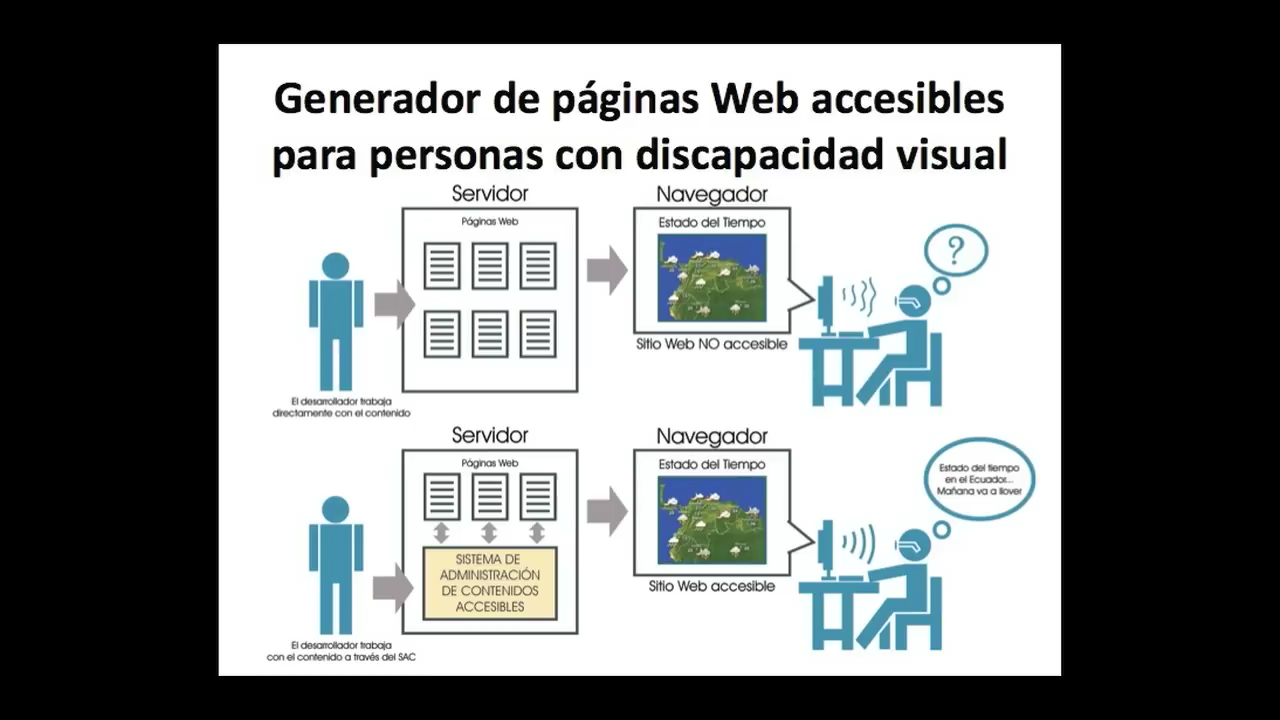 Generador de páginas Web accesibles
para personas con discapacidad visual
Servidor
Páginas Web
Navegador
Estado del Tiempo
Sitio Web NO accesible
?
El desarrollador trabaja
directamente con el contenido
Servidor
Páginas Web
SISTEMA DE
ADMINISTRACIÓN
DE CONTENIDOS
ACCESIBLES
Navegador
Estado del Tiempo
Sitio Web accesible
Estado del tiempo
en el Ecuador...
Mañana va a llover
El desarrollador trabaja
con el contenido a través del SAC